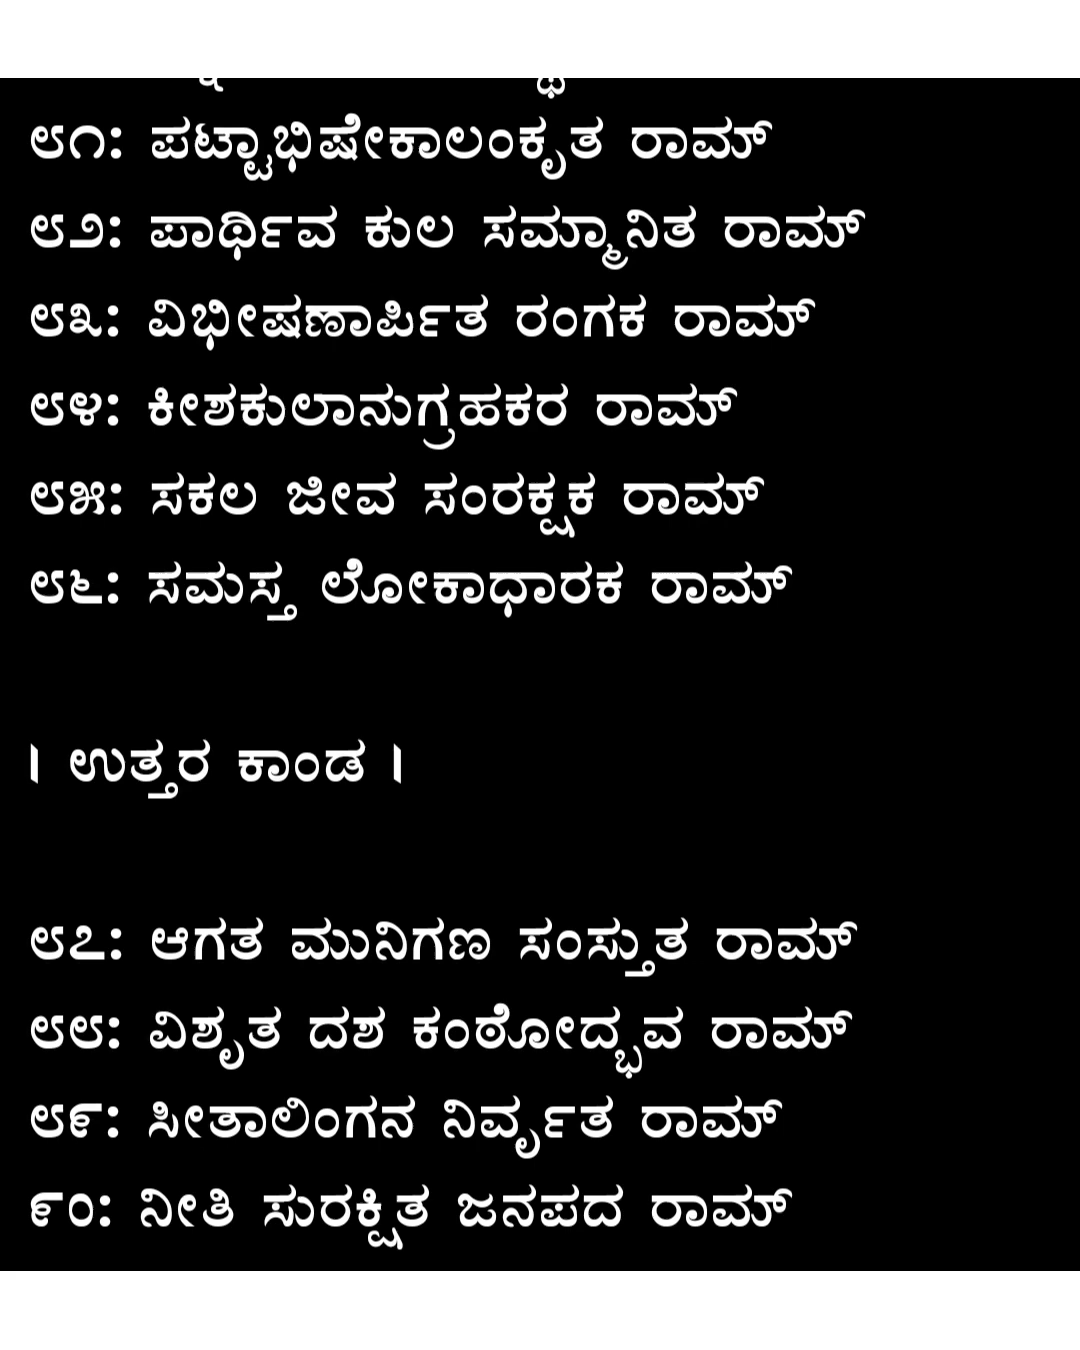 ೮೧: ಪಟ್ಟಾಭಿಷೇಕಾಲಂಕೃತ ರಾಮ್
೮೨: ಪಾರ್ಥಿವ ಕುಲ ಸಮ್ಮಾನಿತ ರಾಮ್
೮೩: ವಿಭೀಷಣಾರ್ಪಿತ ರಂಗಕ ರಾಮ್
೮೪: ಕೀಶಕುಲಾನುಗ್ರಹಕರ ರಾಮ್
೮೫: ಸಕಲ ಜೀವ ಸಂರಕ್ಷಕ ರಾಮ್
೮೬: ಸಮಸ್ತ ಲೋಕಾಧಾರಕ ರಾಮ್
। ಉತ್ತರ ಕಾಂಡ ।
೮೭: ಆಗತ ಮುನಿಗಣ ಸಂಸ್ತುತ ರಾಮ್
೮೮: ವಿಶೃತ ದಶ ಕಂಠೋದ್ಭವ ರಾಮ್
೮೯: ಸೀತಾಲಿಂಗನ ನಿರ್ವೃತ ರಾಮ್
೯೦: ನೀತಿ ಸುರಕ್ಷಿತ ಜನಪದ ರಾಮ್